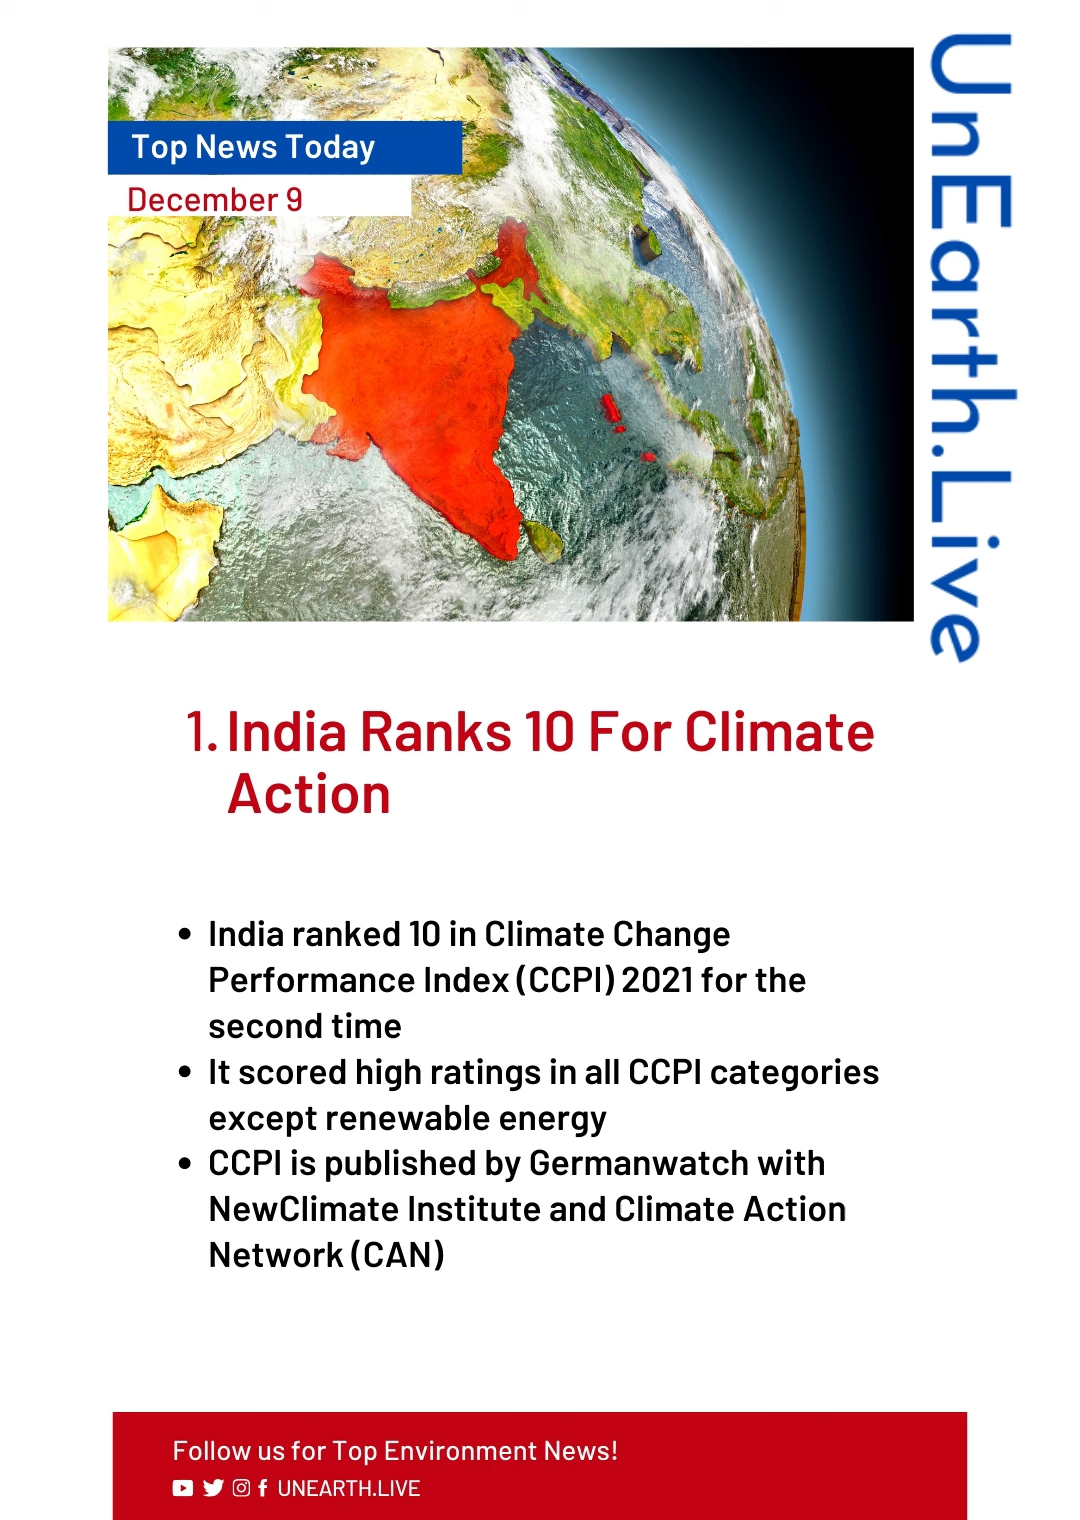 Top News Today
December 9
UnEarth.Live
1. India Ranks 10 For Climate
Action
• India ranked 10 in Climate Change
Performance Index (CCPI) 2021 for the
second time
• It scored high ratings in all CCPI categories
except renewable energy
• CCPI is published by Germanwatch with
NewClimate Institute and Climate Action
Network (CAN)
Follow us for Top Environment News!
UNEARTH.LIVE